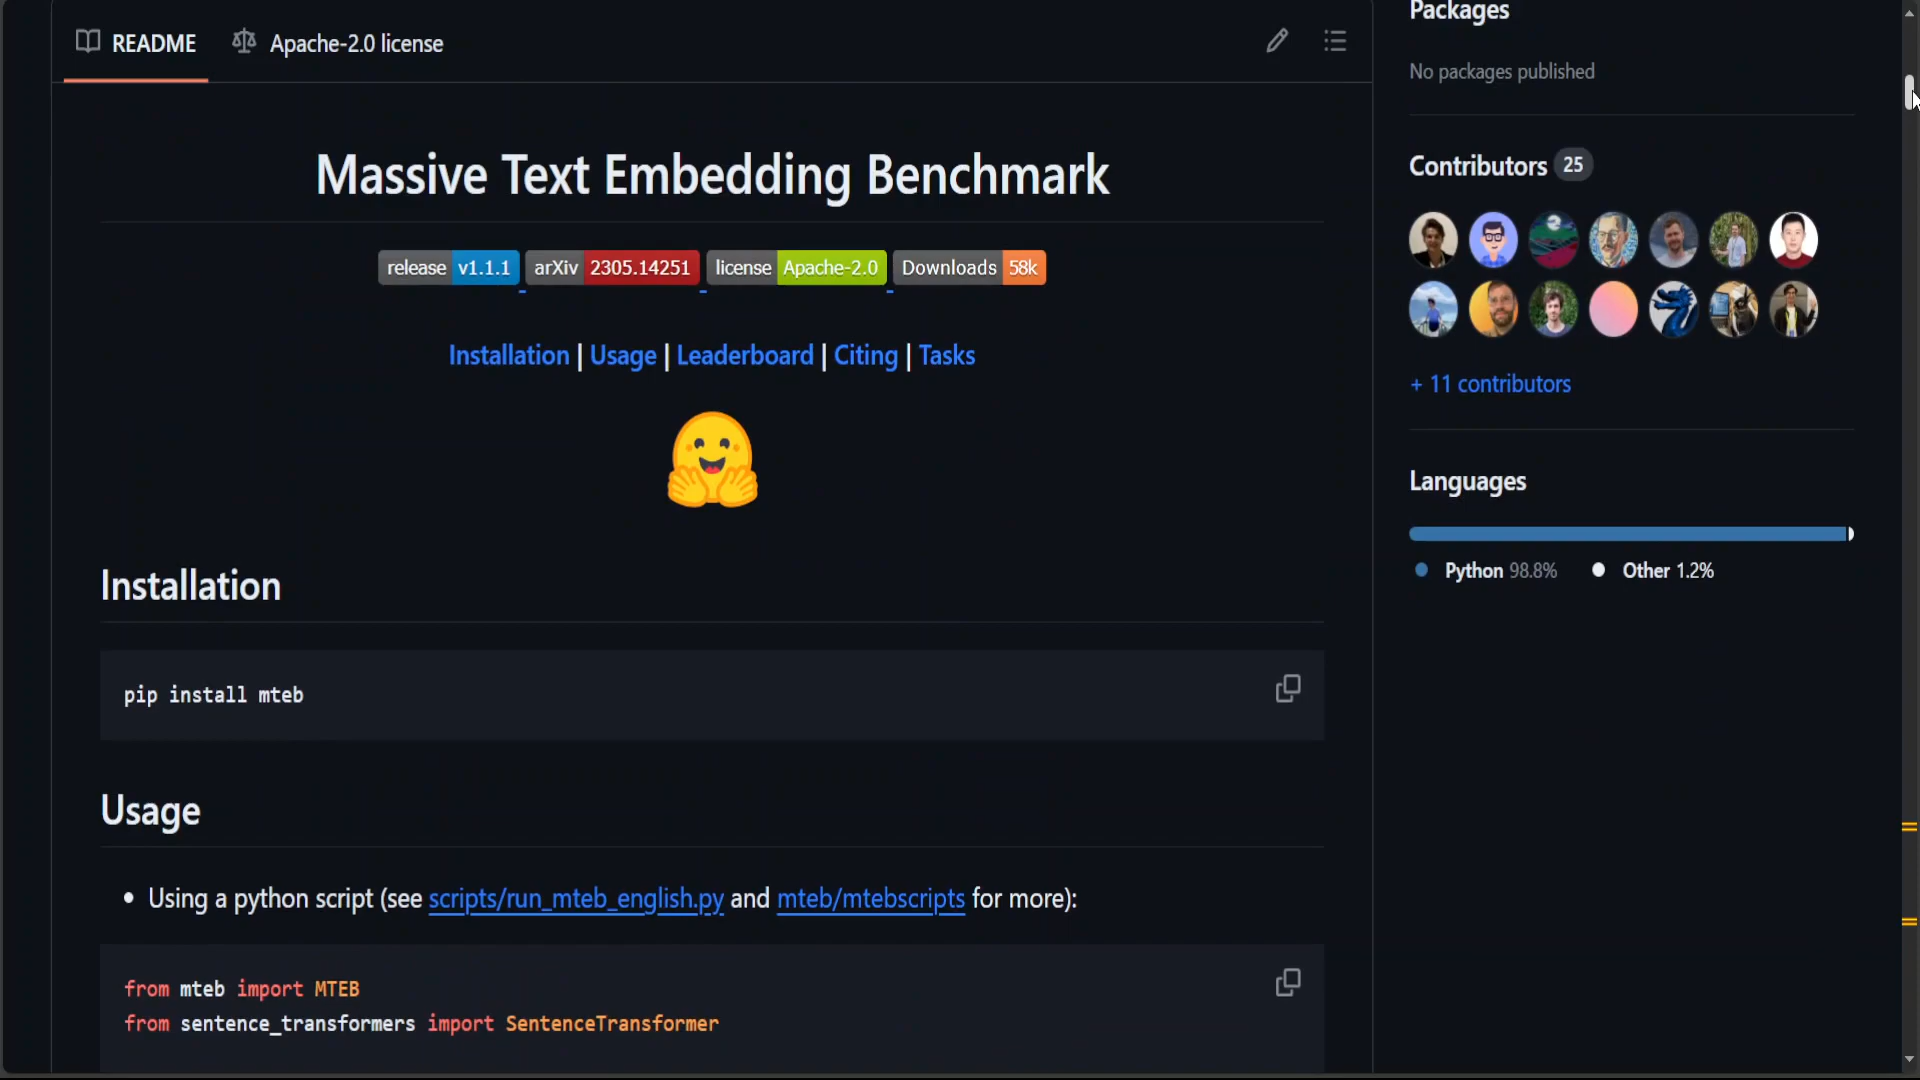 README
Apache-2.0 license
Massive Text Embedding Benchmark
release v1.1.1 arXiv 2305.14251 license Apache-2.0 Downloads 58k
Installation | Usage | Leaderboard | Citing | Tasks
Installation
pip install mteb
Usage
• Using a python script (see scripts/run_mteb_english.py and mteb/mtebscripts for more):
from mteb import MTEB
from sentence_transformers import SentenceTransformer
Packages
No packages published
Contributors 25
+ 11 contributors
Languages
Python 98.8% Other 1.2%